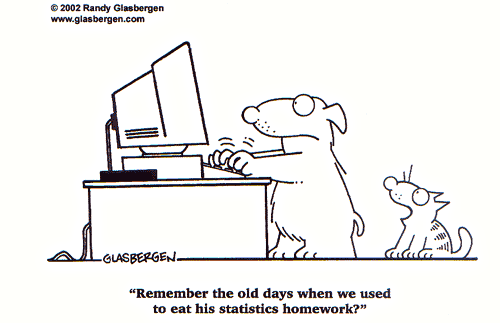 © 2002 Randy Glasbergen
www.glasbergen.com
GLASBERGEN
“Remember the old days when we used
to eat his statistics homework?”